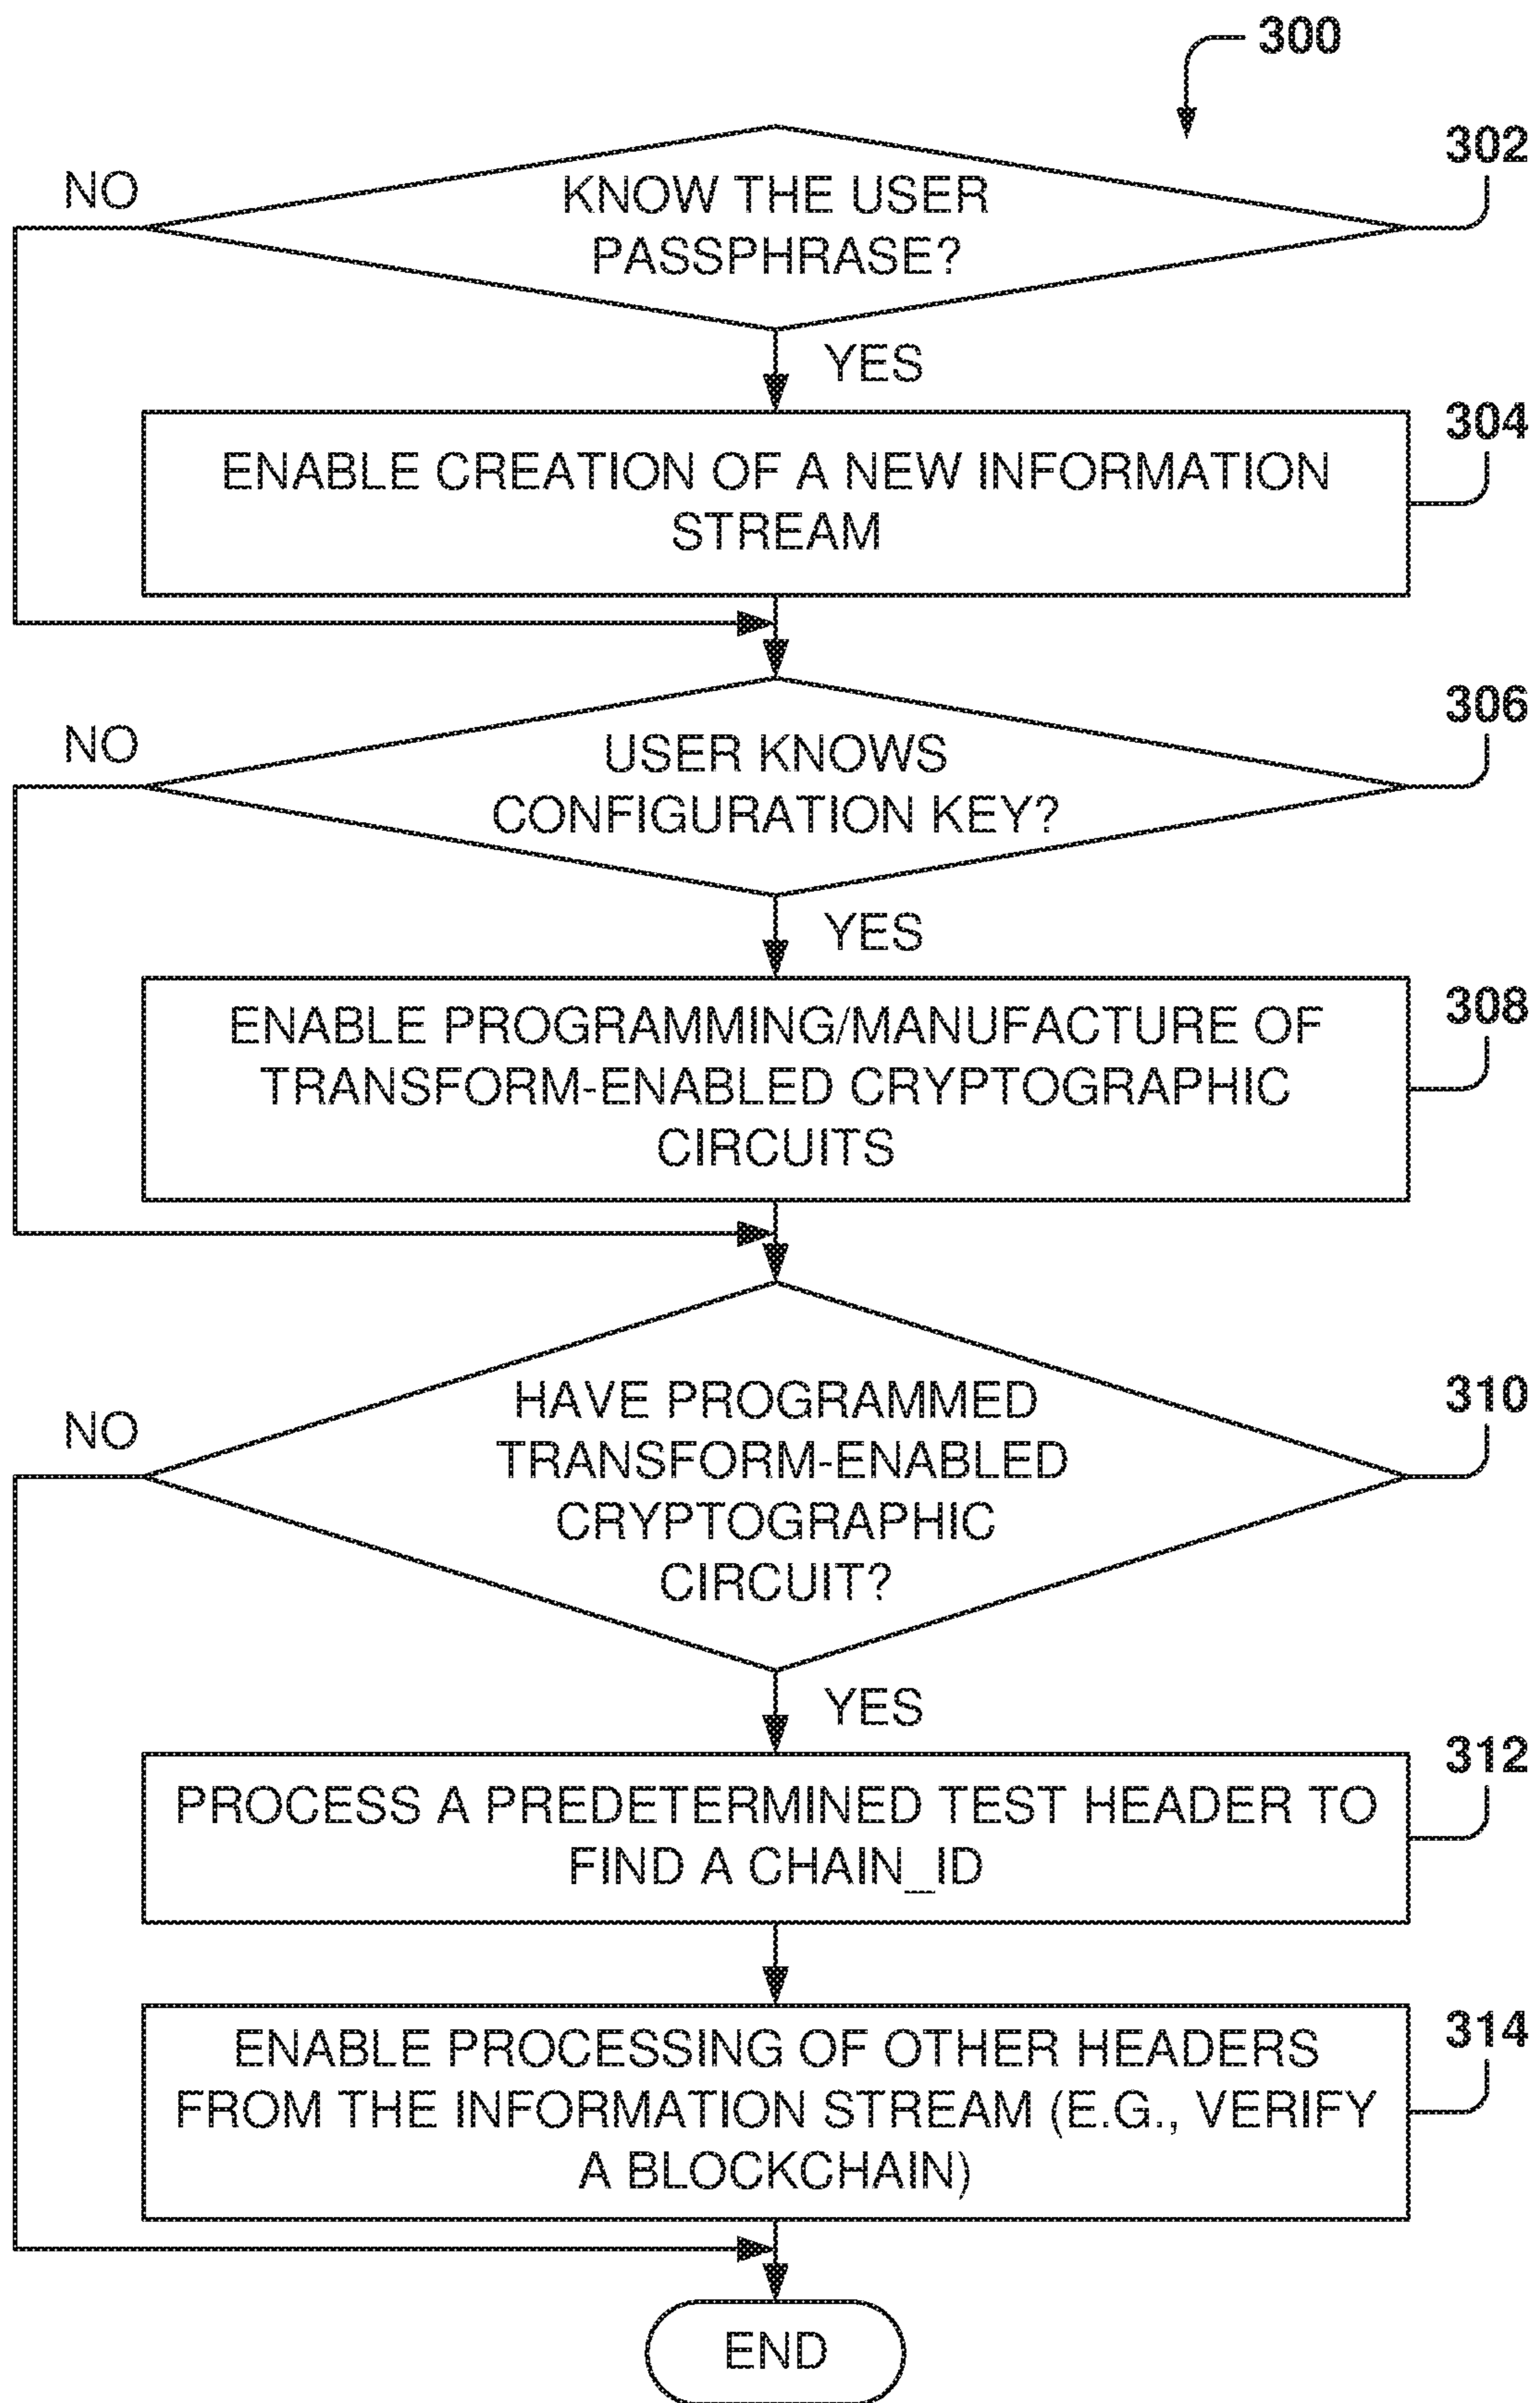 300
302
NO
KNOW THE USER
PASSPHRASE?
YES
304
ENABLE CREATION OF A NEW INFORMATION
STREAM
306
NO
USER KNOWS
CONFIGURATION KEY?
YES
308
ENABLE PROGRAMMING/MANUFACTURE OF
TRANSFORM-ENABLED CRYPTOGRAPHIC
CIRCUITS
310
NO
HAVE PROGRAMMED
TRANSFORM-ENABLED
CRYPTOGRAPHIC
CIRCUIT?
YES
312
PROCESS A PREDETERMINED TEST HEADER TO
FIND A CHAIN_ID
314
ENABLE PROCESSING OF OTHER HEADERS
FROM THE INFORMATION STREAM (E.G., VERIFY
A BLOCKCHAIN)
END